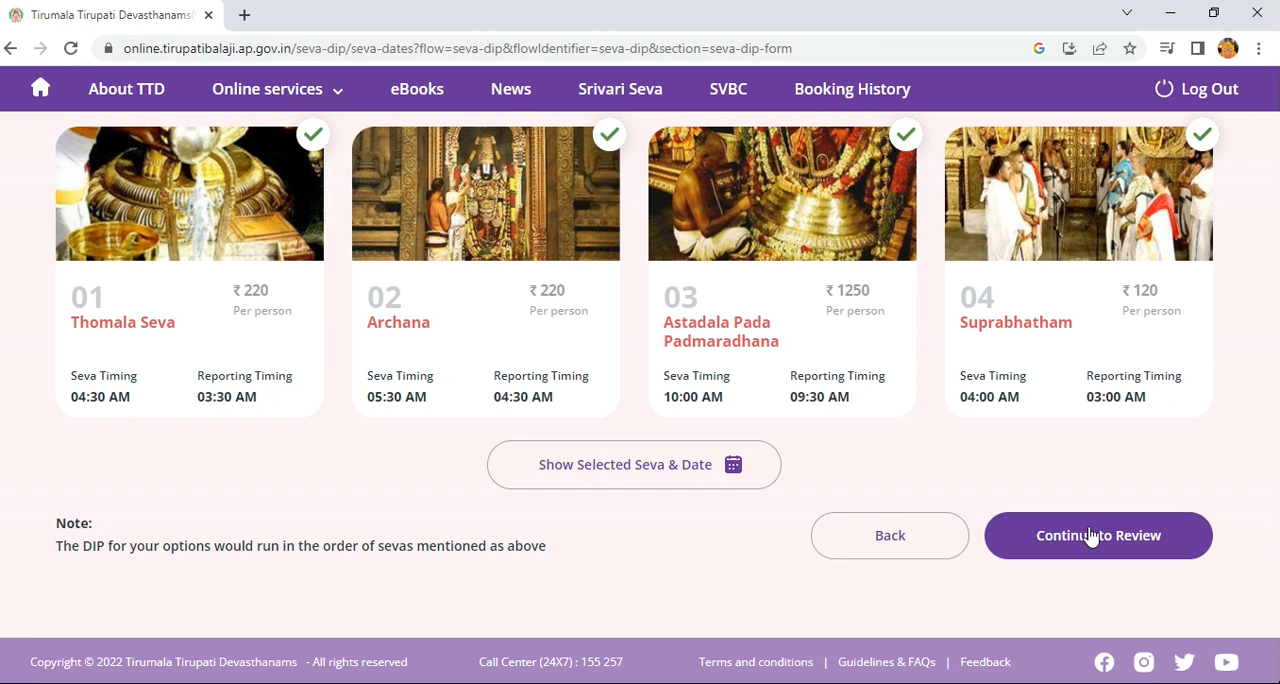 Tirumala Tirupati Devasthanams(
online.tirupatibalaji.ap.gov.in/seva-dip/seva-dates?flow=seva-dip&flowIdentifier=seva-dip&section=seva-dip-form
About TTD Online services eBooks News Srivari Seva SVBC Booking History Log Out
01 ₹ 220
Per person
Thomala Seva
Seva Timing Reporting Timing
04:30 AM 03:30 AM
02 ₹ 220
Per person
Archana
Seva Timing Reporting Timing
05:30 AM 04:30 AM
03 ₹ 1250
Per person
Astadala Pada
Padmaradhana
Seva Timing Reporting Timing
10:00 AM 09:30 AM
04 ₹ 120
Per person
Suprabhatham
Seva Timing Reporting Timing
04:00 AM 03:00 AM
Show Selected Seva & Date
Note:
The DIP for your options would run in the order of sevas mentioned as above
Back
Continue to Review
Copyright © 2022 Tirumala Tirupati Devasthanams - All rights reserved Call Center (24X7) : 155 257 Terms and conditions | Guidelines & FAQs | Feedback